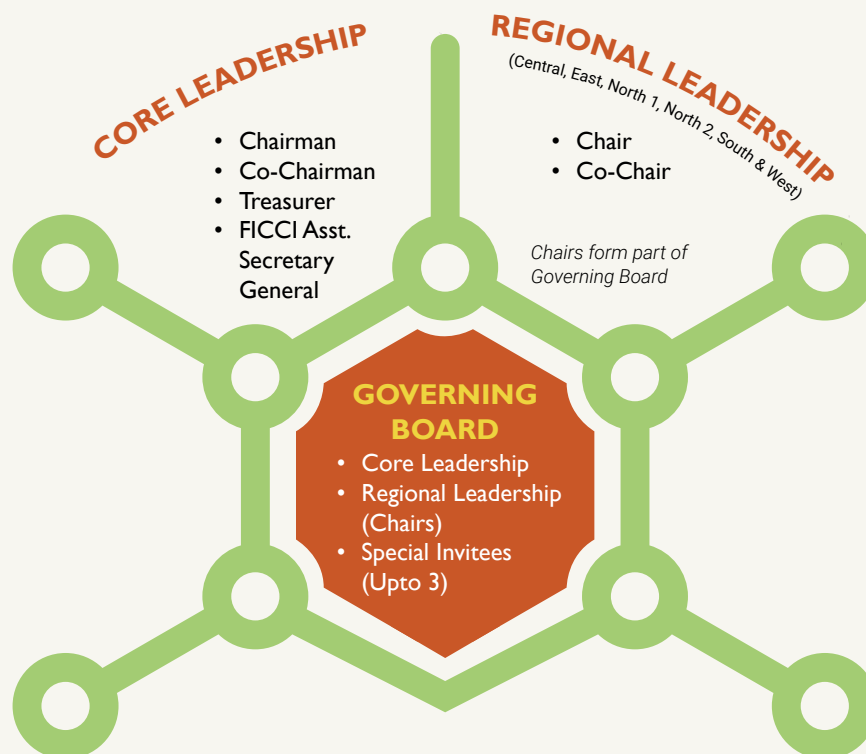 CORE LEADERSHIP
• Chairman
• Co-Chairman
• Treasurer
• FICCI Asst.
Secretary
General
REGIONAL LEADERSHIP
(Central, East, North 1, North 2, South & West)
• Chair
• Co-Chair
Chairs form part of
Governing Board
GOVERNING
BOARD
• Core Leadership
• Regional Leadership
(Chairs)
• Special Invitees
(Upto 3)